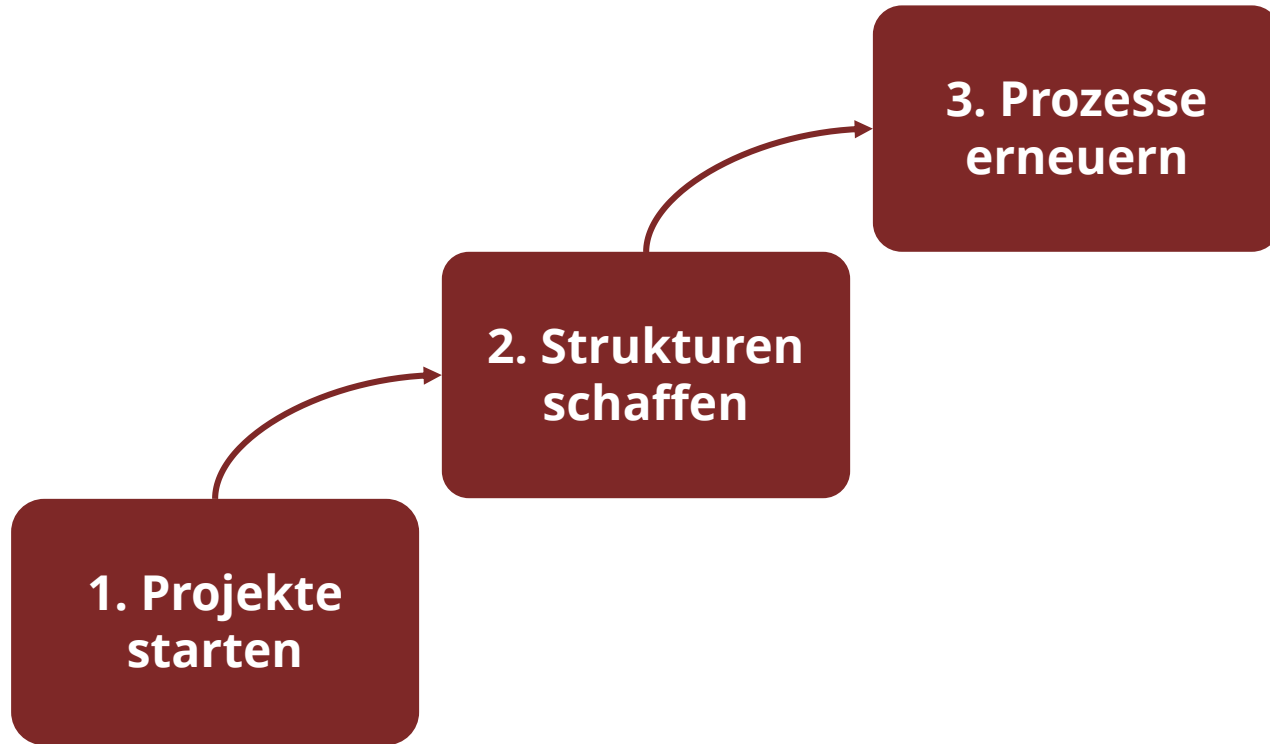 3. Prozesse
erneuern
2. Strukturen
schaffen
1. Projekte
starten